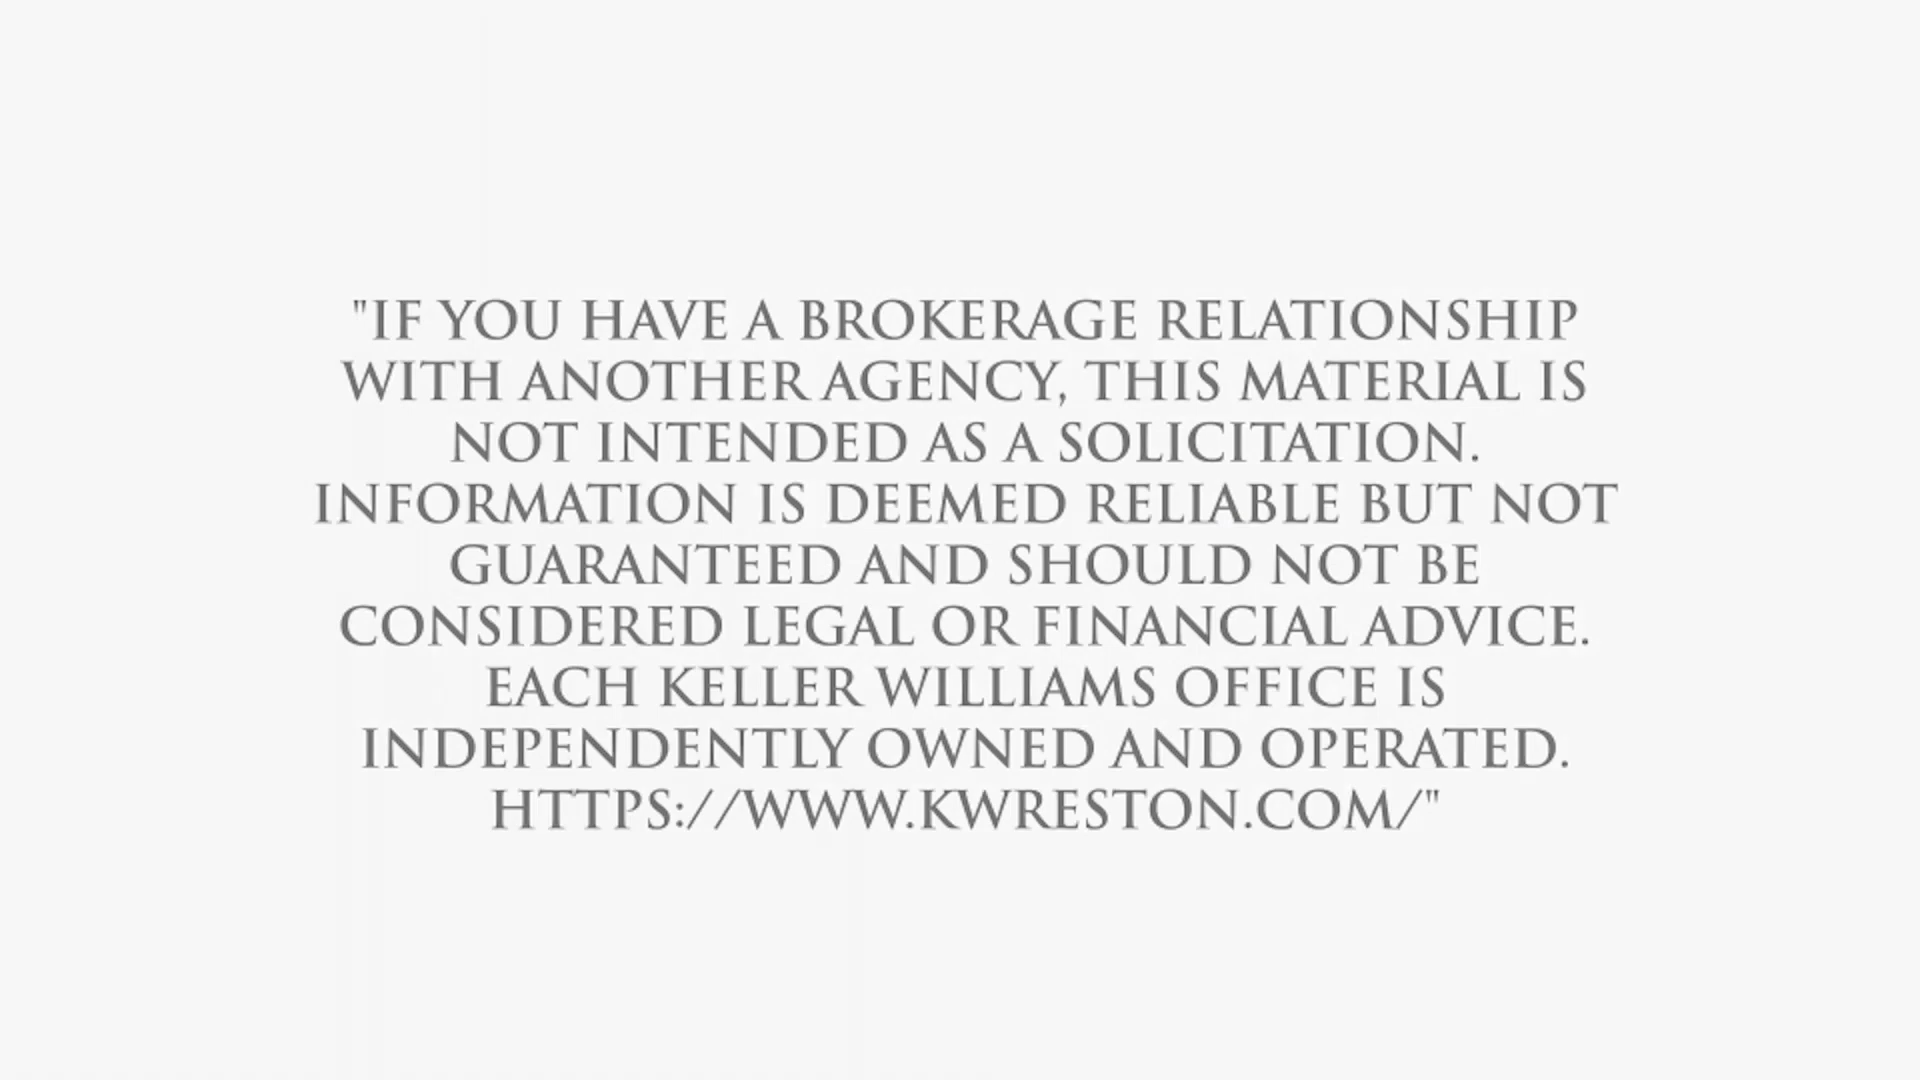 "IF YOU HAVE A BROKERAGE RELATIONSHIP
WITH ANOTHER AGENCY, THIS MATERIAL IS
NOT INTENDED AS A SOLICITATION.
INFORMATION IS DEEMED RELIABLE BUT NOT
GUARANTEED AND SHOULD NOT BE
CONSIDERED LEGAL OR FINANCIAL ADVICE.
EACH KELLER WILLIAMS OFFICE IS
INDEPENDENTLY OWNED AND OPERATED.
HTTPS://WWW.KWRESTON.COM/"